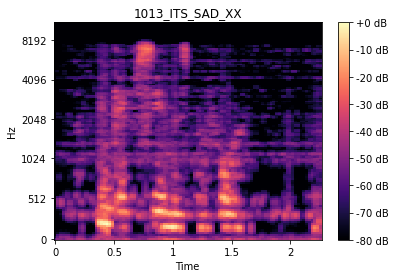 1013_ITS_SAD_XX
8192
4096
2048
1024
512
0
Hz
0
0.5
1
1.5
2
Time
+0 dB
-10 dB
-20 dB
-30 dB
-40 dB
-50 dB
-60 dB
-70 dB
-80 dB